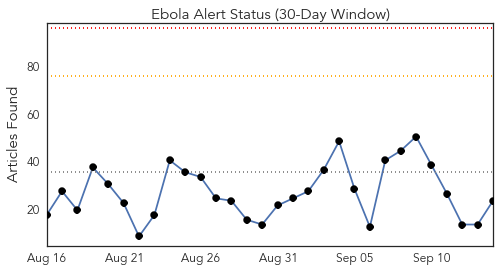 Ebola Alert Status (30-Day Window)
Articles Found
80
60
40
20
Aug 16 Aug 21 Aug 26 Aug 31 Sep 05 Sep 10